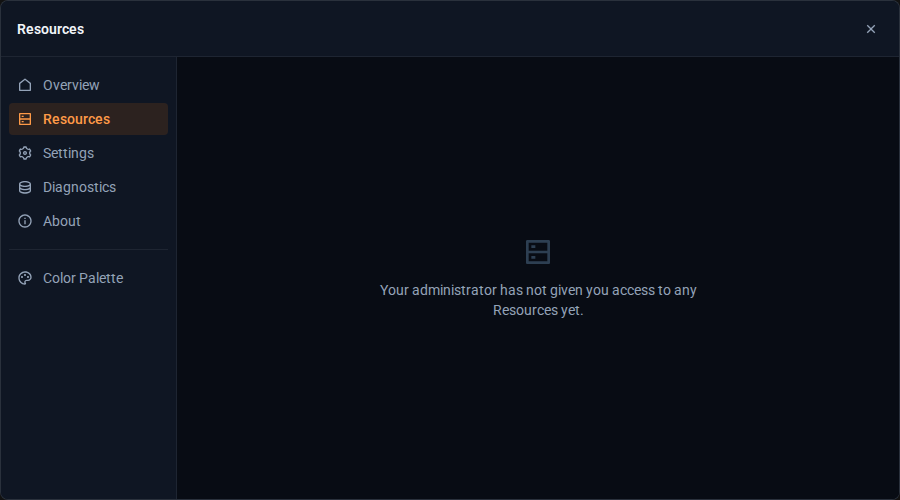 Resources
Overview
Resources
Settings
Diagnostics
About
Color Palette
Your administrator has not given you access to any
Resources yet.